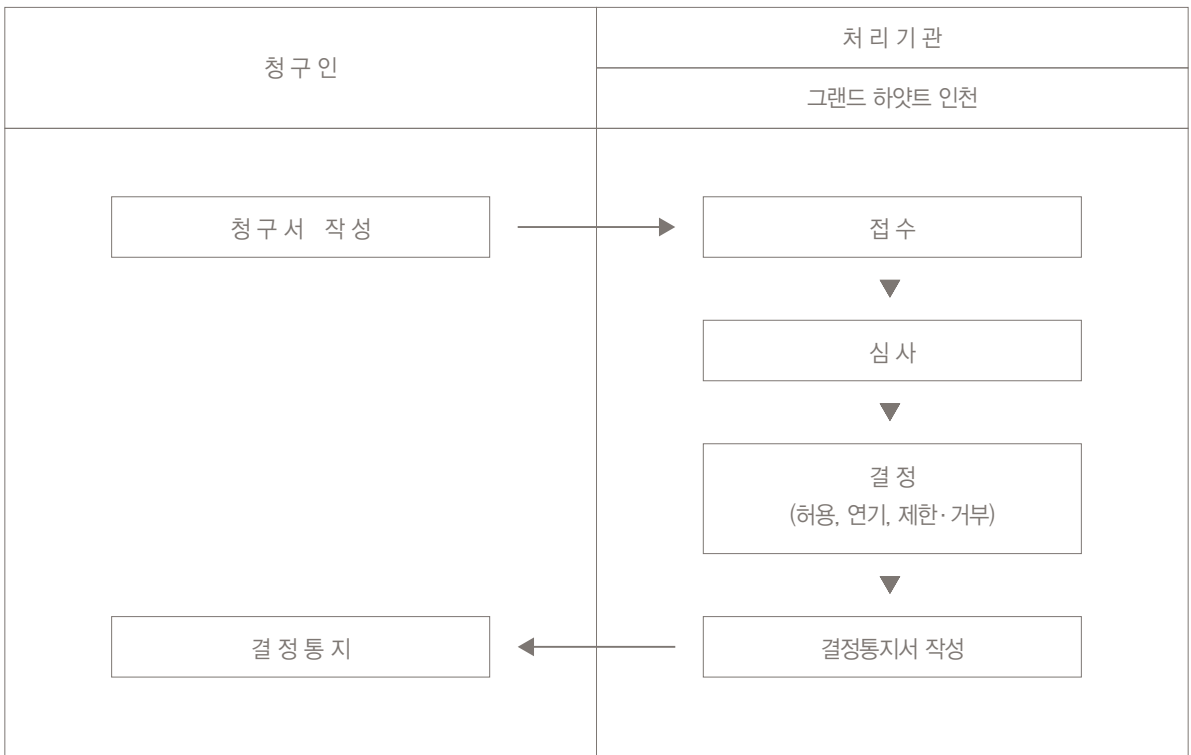 청구인
처리기관
그랜드 하얏트 인천
청구서 작성
접수
심사
결정
(허용, 연기, 제한·거부)
결정통지
결정통지서 작성